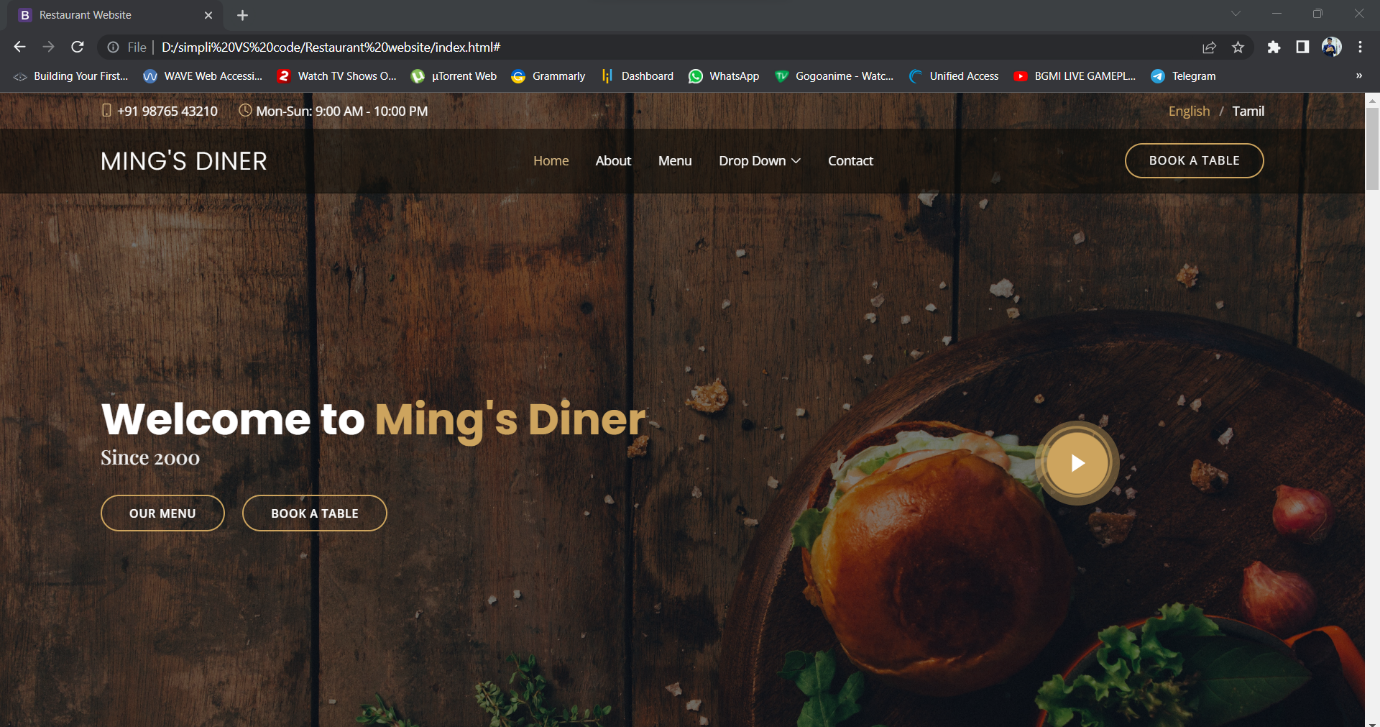 Restaurant Website
File | D:/simpli%20VS%20code/Restaurant%20website/index.html#
Building Your First... WAVE Web Accessi... Watch TV Shows O... µTorrent Web Grammarly Dashboard WhatsApp Gogoanime - Watc... Unified Access BGMI LIVE GAMEPL... Telegram »
+91 98765 43210 Mon-Sun: 9:00 AM - 10:00 PM English / Tamil
MING'S DINER Home About Menu Drop Down Contact BOOK A TABLE
Welcome to Ming's Diner
Since 2000
OUR MENU BOOK A TABLE